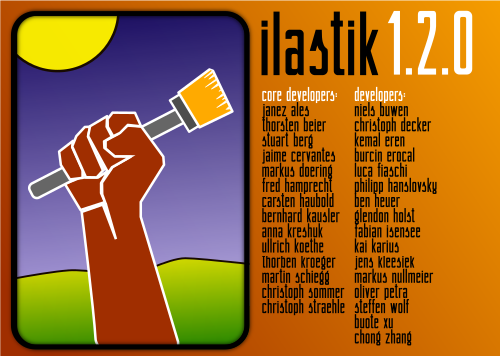 ilastik 1.2.0
core developers:
janez ales
thorsten beier
stuart berg
jaime cervantes
markus doering
fred hamprecht
carsten haubold
bernhard kausler
anna kreshuk
ullrich koethe
thorben kroeger
martin schiegg
christoph sommer
christoph straehle
developers:
niels buwen
christoph decker
kemal eren
burcin erocal
luca fiaschi
philipp hanslovsky
ben heuer
glendon holst
fabian isensee
kai karius
jens kleesiek
markus nullmeier
oliver petra
steffen wolf
buote xu
chong zhang